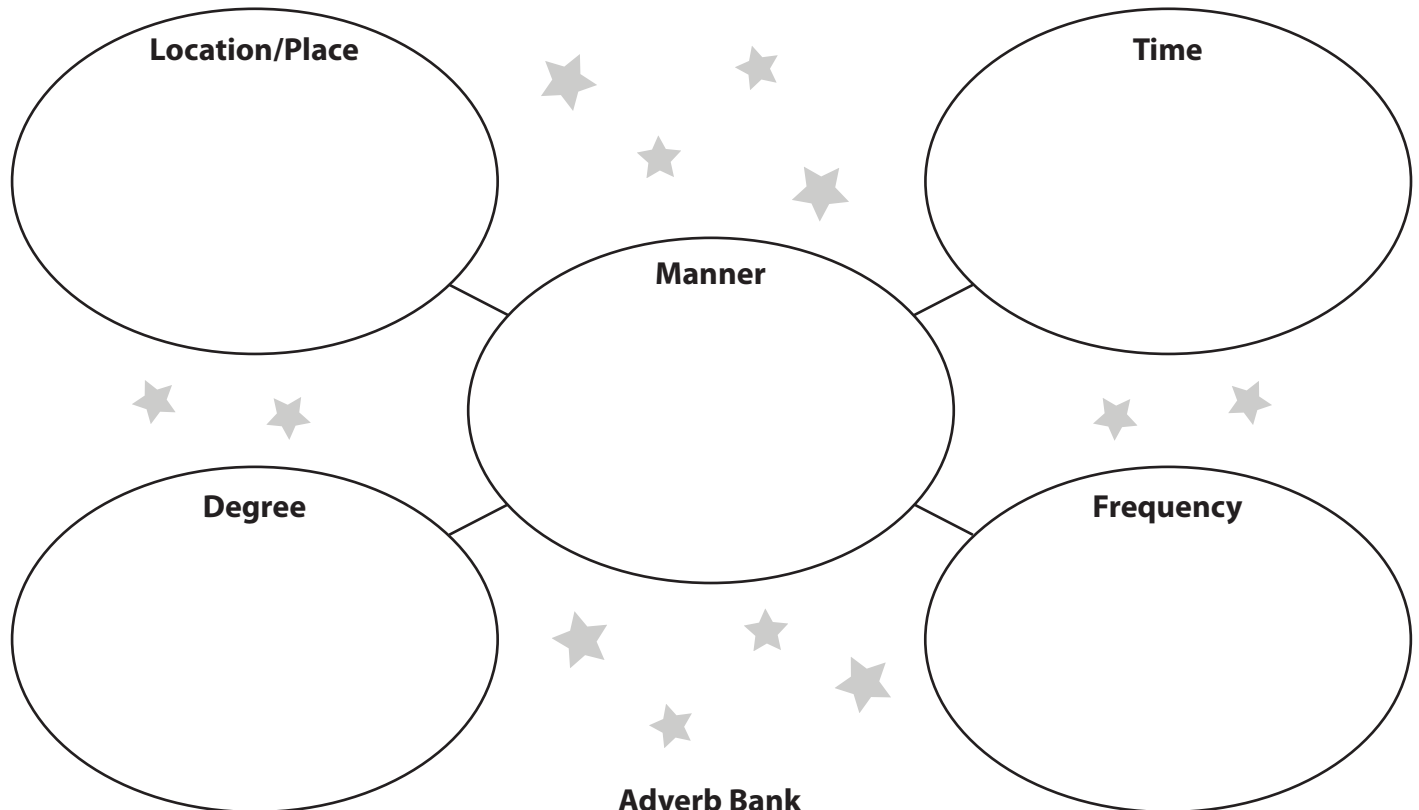 Location/Place
Time
Manner
Degree
Frequency
Adverb Bank